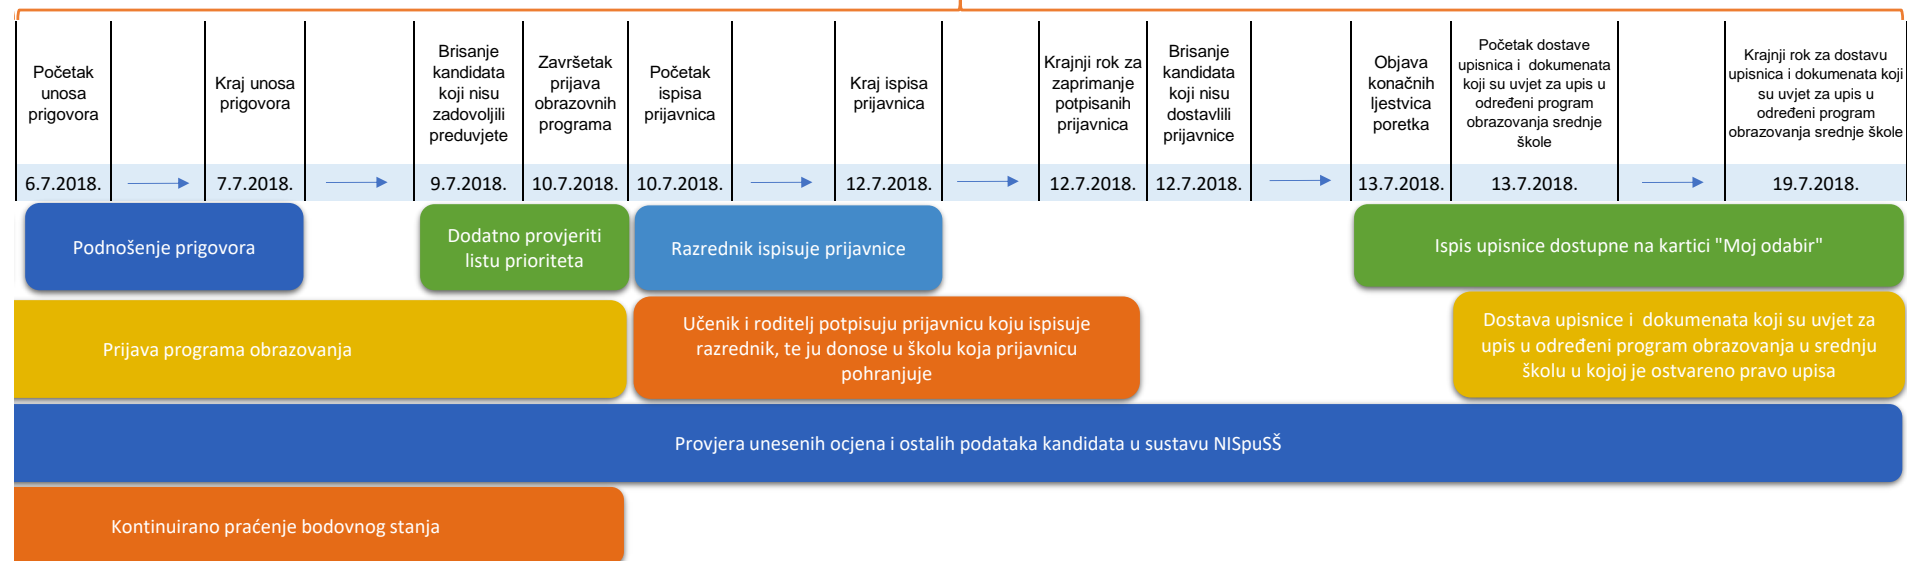 Početak
unosa
prigovora
Kraj unosa
prigovora
Brisanje
kandidata
koji nisu
zadovoljili
preduvjete
Završetak
prijava
obrazovnih
programa
Početak
ispisa
prijavnica
Kraj ispisa
prijavnica
Krajnji rok za
zaprimanje
potpisanih
prijavnica
Brisanje
kandidata
koji nisu
dostavlili
prijavnice
Objava
konačnih
ljestvica
poretka
Početak dostave
upisnica i dokumenata
koji su uvjet za upis u
određeni program
obrazovanja srednje
škole
Krajnji rok za dostavu
upisnica i dokumenata koji
su uvjet za upis u
određeni program
obrazovanja srednje škole
6.7.2018.
7.7.2018.
9.7.2018.
10.7.2018.
10.7.2018.
12.7.2018.
12.7.2018.
12.7.2018.
13.7.2018.
13.7.2018.
19.7.2018.
Podnošenje prigovora
Dodatno provjeriti
listu prioriteta
Razrednik ispisuje prijavnice
Ispis upisnice dostupne na kartici "Moj odabir"
Prijava programa obrazovanja
Učenik i roditelj potpisuju prijavnicu koju ispisuje
razrednik, te ju donose u školu koja prijavnicu
pohranjuje
Dostava upisnice i dokumenata koji su uvjet za
upis u određeni program obrazovanja u srednju
školu u kojoj je ostvareno pravo upisa
Provjera unesenih ocjena i ostalih podataka kandidata u sustavu NISpuSŠ
Kontinuirano praćenje bodovnog stanja